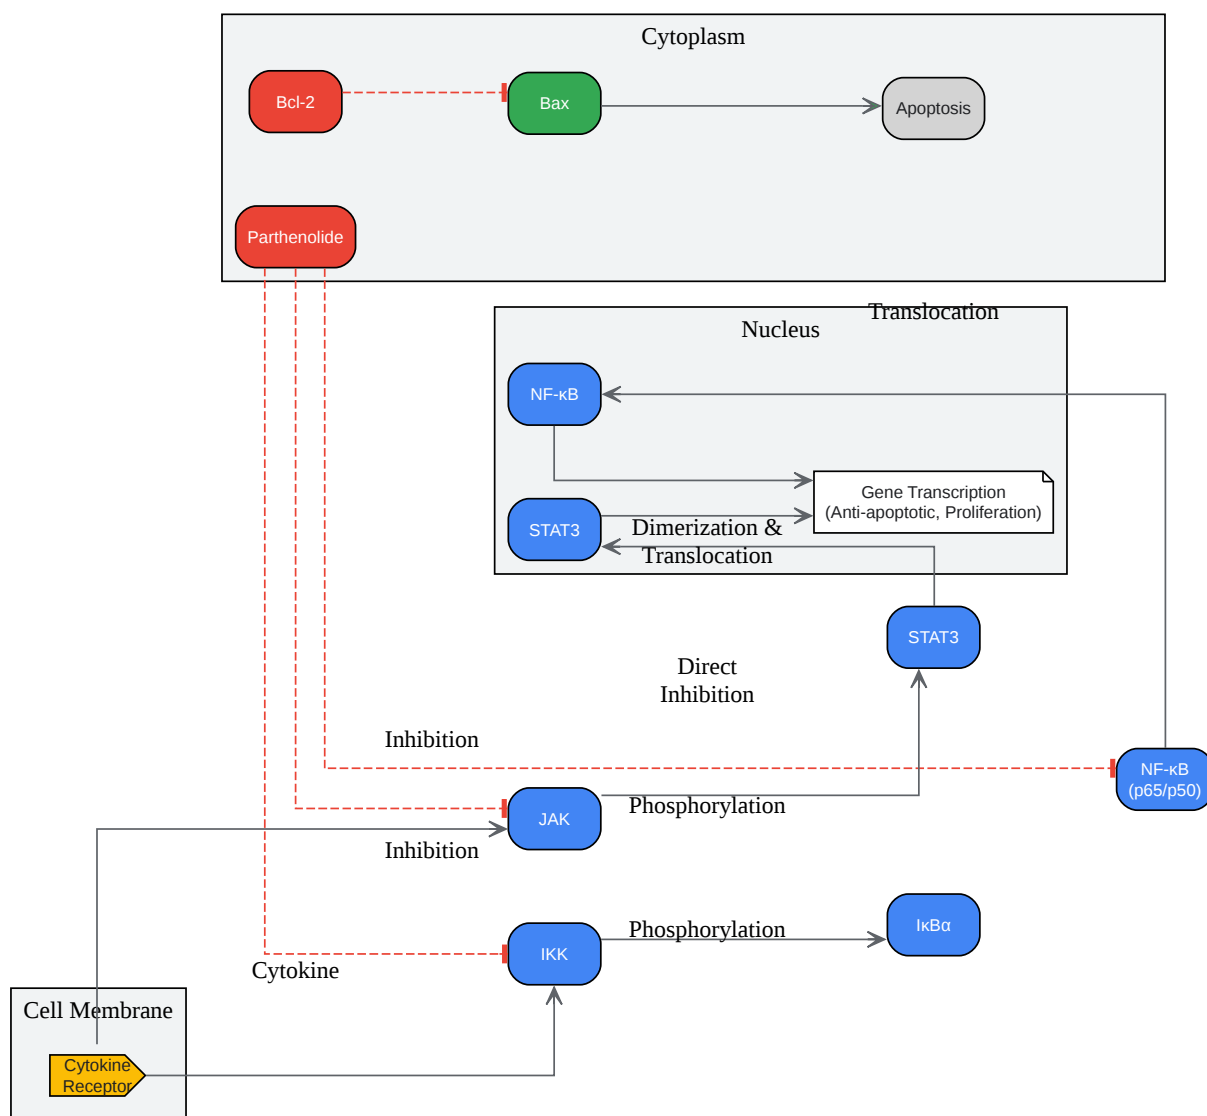 Cytoplasm
Bcl-2
Bax
Apoptosis
Parthenolide
Translocation
Nucleus
NF-κB
Gene Transcription
(Anti-apoptotic, Proliferation)
STAT3
Dimerization &
Translocation
STAT3
Direct
Inhibition
Inhibition
NF-κB
(p65/p50)
Phosphorylation
JAK
Inhibition
Phosphorylation
IκBα
IKK
Cytokine
Cell Membrane
Cytokine
Receptor